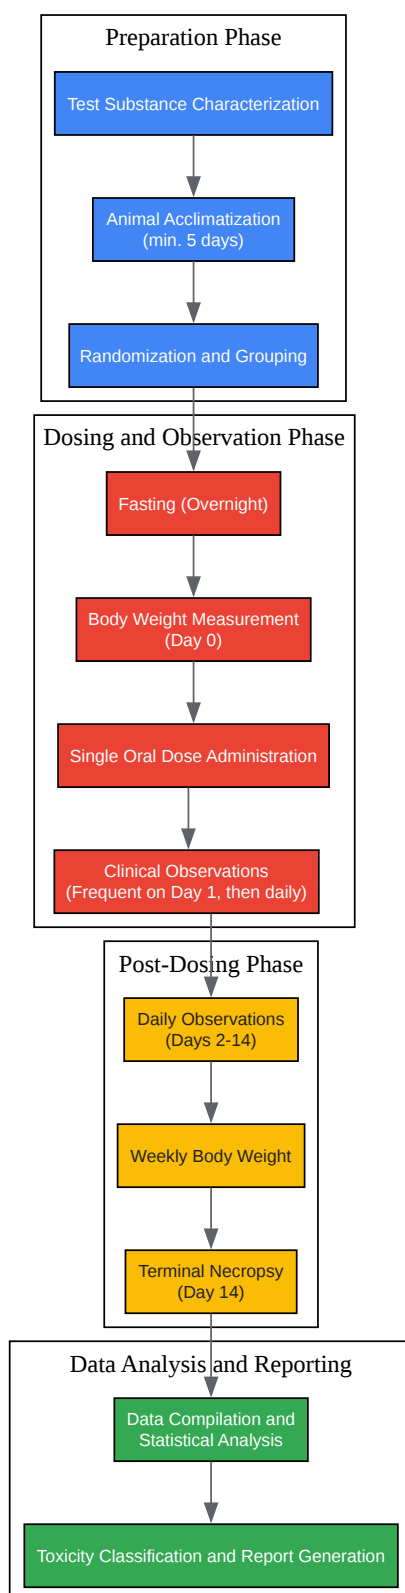 Preparation Phase
Test Substance Characterization
Animal Acclimatization
(min. 5 days)
Randomization and Grouping
Dosing and Observation Phase
Fasting (Overnight)
Body Weight Measurement
(Day 0)
Single Oral Dose Administration
Clinical Observations
(Frequent on Day 1, then daily)
Post-Dosing Phase
Daily Observations
(Days 2-14)
Weekly Body Weight
Terminal Necropsy
(Day 14)
Data Analysis and Reporting
Data Compilation and
Statistical Analysis
Toxicity Classification and Report Generation